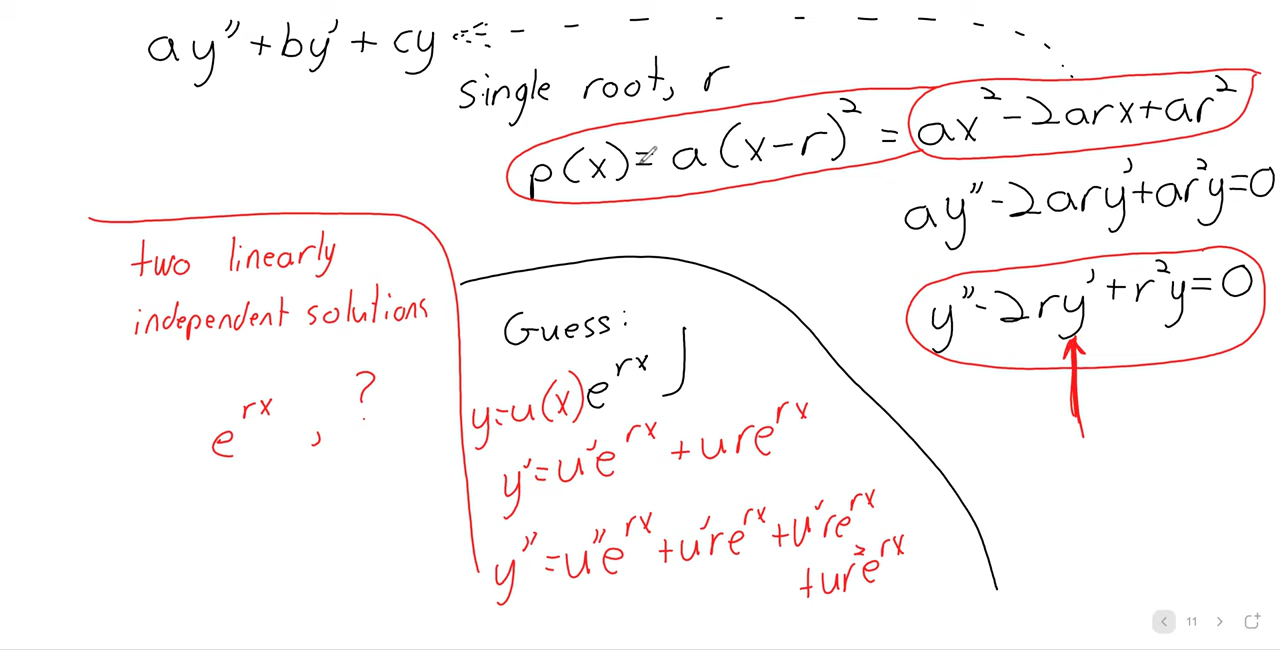 ay" + by' + cy
single root, r
p(x) = a(x-r)² = ax² - 2arx + ar²
ay" - 2ary' + ar²y = 0
y" - 2ry' + r²y = 0
two linearly
independent solutions
e^{rx} , ?
Guess:
y = u(x)e^{rx}
y' = u'e^{rx} + ure^{rx}
y" = u"e^{rx} + u're^{rx} + u're^{rx}
+ ur²e^{rx}
11